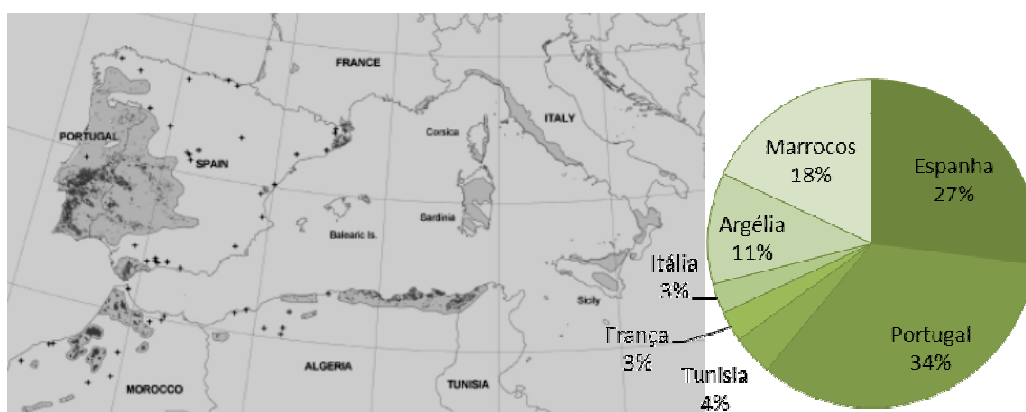 FRANCE
ITALY
Corsica
PORTUGAL
SPAIN
Sardinia
Balearic Is.
Sicily
ALGERIA
MOROCCO
TUNISIA
Marrocos
18%
Espanha
27%
Argélia
11%
Itália
3%
França
3%
Tunísia
4%
Portugal
34%